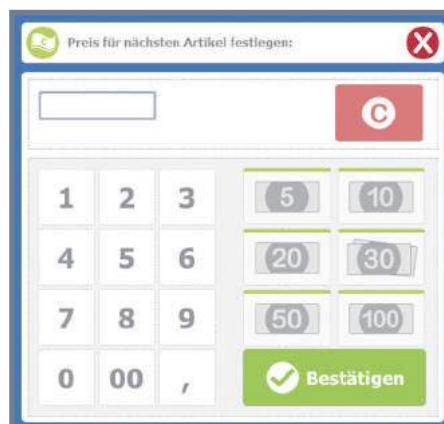 Preis für nächsten Artikel festlegen:
C
1 2 3 5 10
4 5 6 20 30
7 8 9 50 100
0 00 , Bestätigen